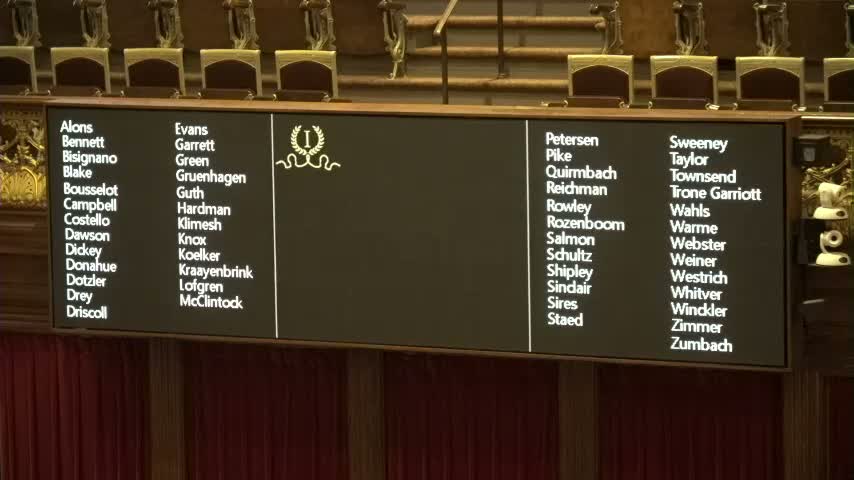 Alons
Bennett
Bisignano
Blake
Bousselot
Campbell
Costello
Dawson
Dickey
Donahue
Dotzler
Drey
Driscoll
Evans
Garrett
Green
Gruenhagen
Guth
Hardman
Klimesh
Knox
Koelker
Kraayenbrink
Lofgren
McClintock
I
Petersen
Pike
Quirmbach
Reichman
Rowley
Rozenboom
Salmon
Schultz
Shipley
Sinclair
Sires
Staed
Sweeney
Taylor
Townsend
Trone Garriott
Wahls
Warme
Webster
Weiner
Westrich
Whitver
Winckler
Zimmer
Zumbach